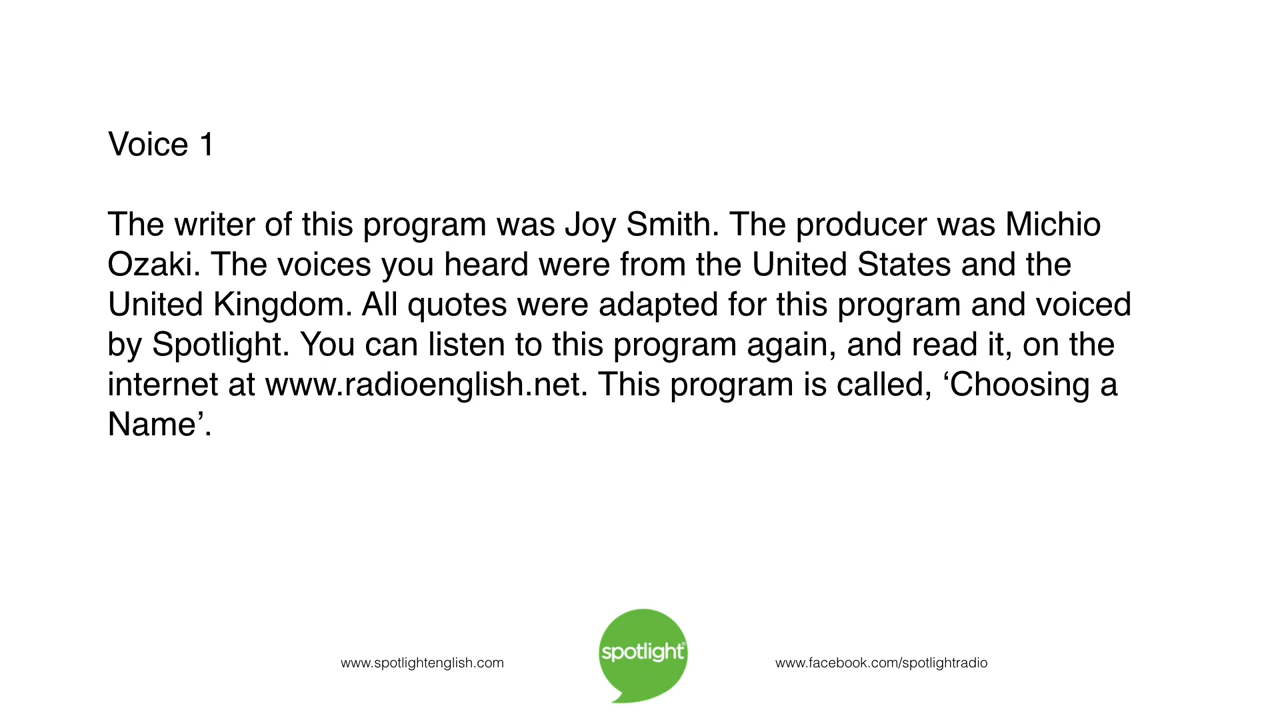 Voice 1
The writer of this program was Joy Smith. The producer was Michio
Ozaki. The voices you heard were from the United States and the
United Kingdom. All quotes were adapted for this program and voiced
by Spotlight. You can listen to this program again, and read it, on the
internet at www.radioenglish.net. This program is called, ‘Choosing a
Name’.
www.spotlightenglish.com
spotlight®
www.facebook.com/spotlightradio